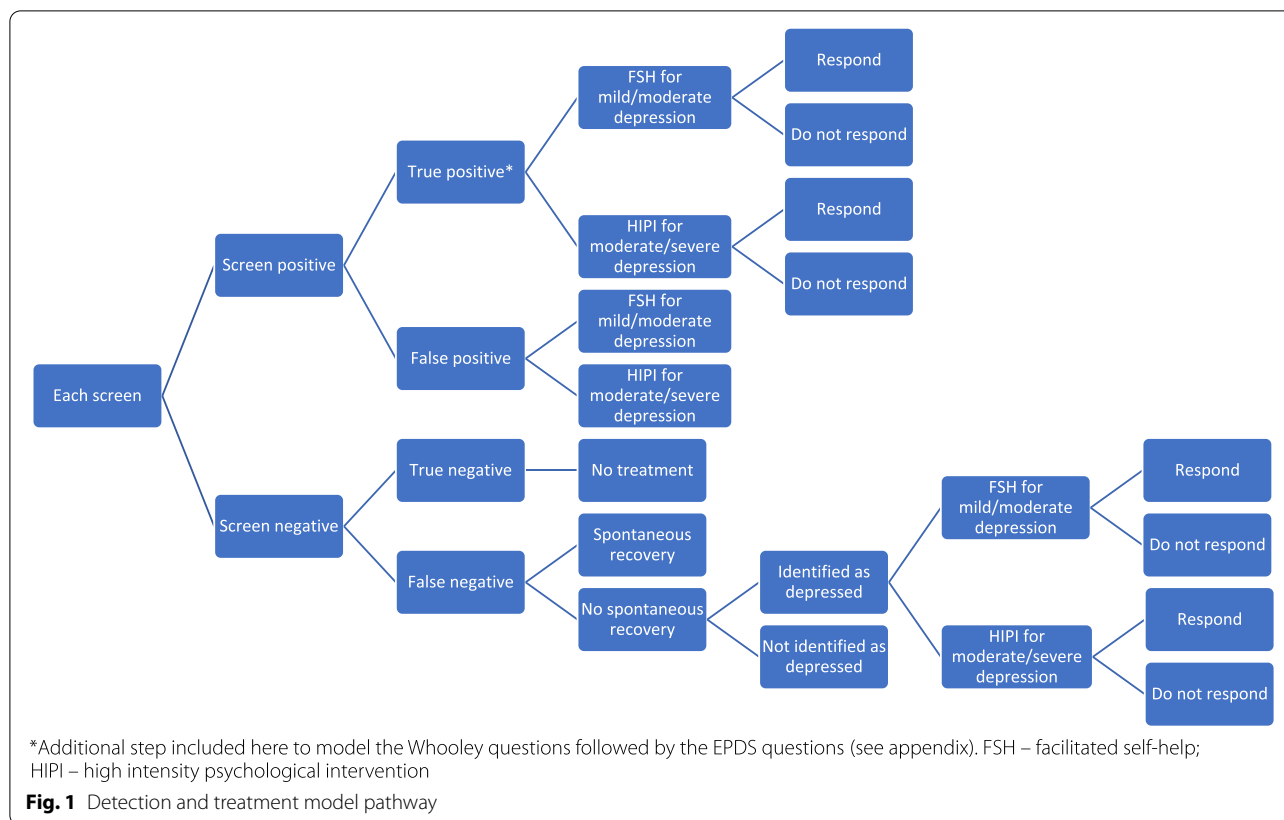 Each screen
Screen positive
True positive*
FSH for
mild/moderate
depression
Respond
Do not respond
HIPI for
moderate/severe
depression
Respond
Do not respond
False positive
FSH for
mild/moderate
depression
HIPI for
moderate/severe
depression
Screen negative
True negative
No treatment
False negative
Spontaneous
recovery
No spontaneous
recovery
Identified as
depressed
FSH for
mild/moderate
depression
Respond
Do not respond
HIPI for
moderate/severe
depression
Respond
Do not respond
Not identified as
depressed
*Additional step included here to model the Whooley questions followed by the EPDS questions (see appendix). FSH – facilitated self-help;
HIPI – high intensity psychological intervention
Fig. 1 Detection and treatment model pathway